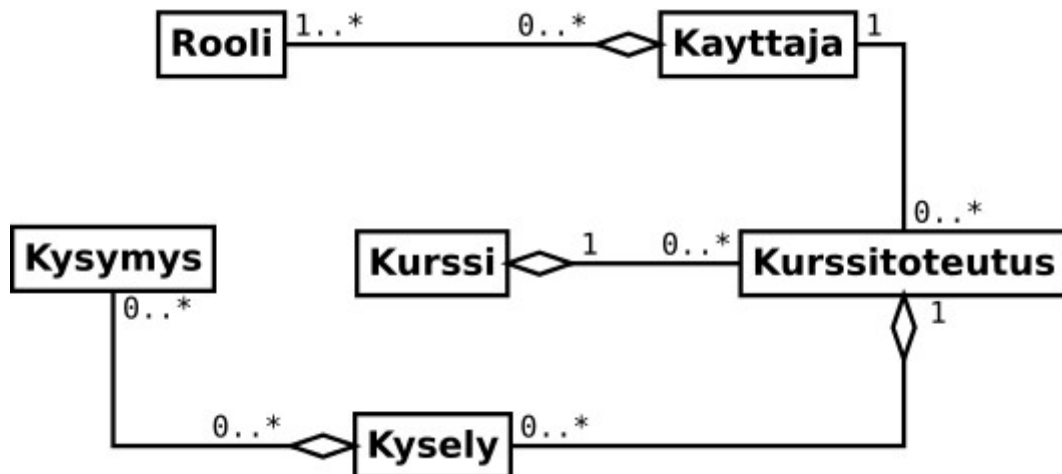 Rooli 1..* 0..* Kayttaja 1
0..*
Kysymys Kurssi 1 0..* Kurssitoteutus
0..* 1
0..* Kysely 0..*